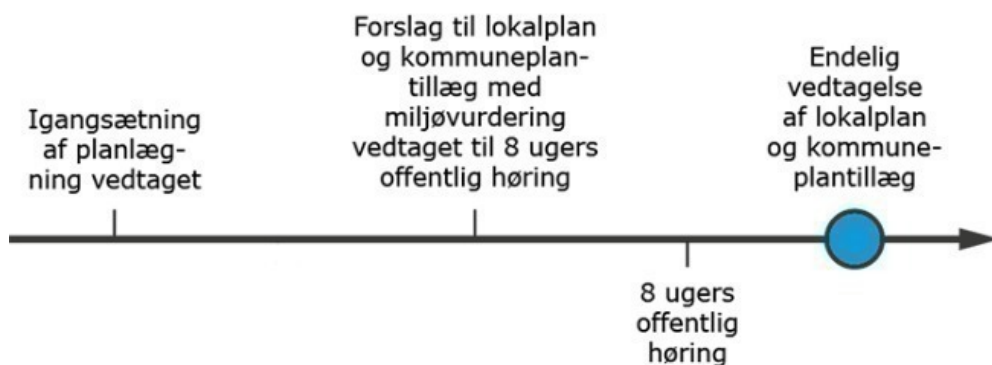 Igangsætning
af planlæg-
ning vedtaget
Forslag til lokalplan
og kommuneplan-
tillæg med
miljøvurdering
vedtaget til 8 ugers
offentlig høring
8 ugers
offentlig
høring
Endelig
vedtagelse
af lokalplan
og kommune-
plantillæg